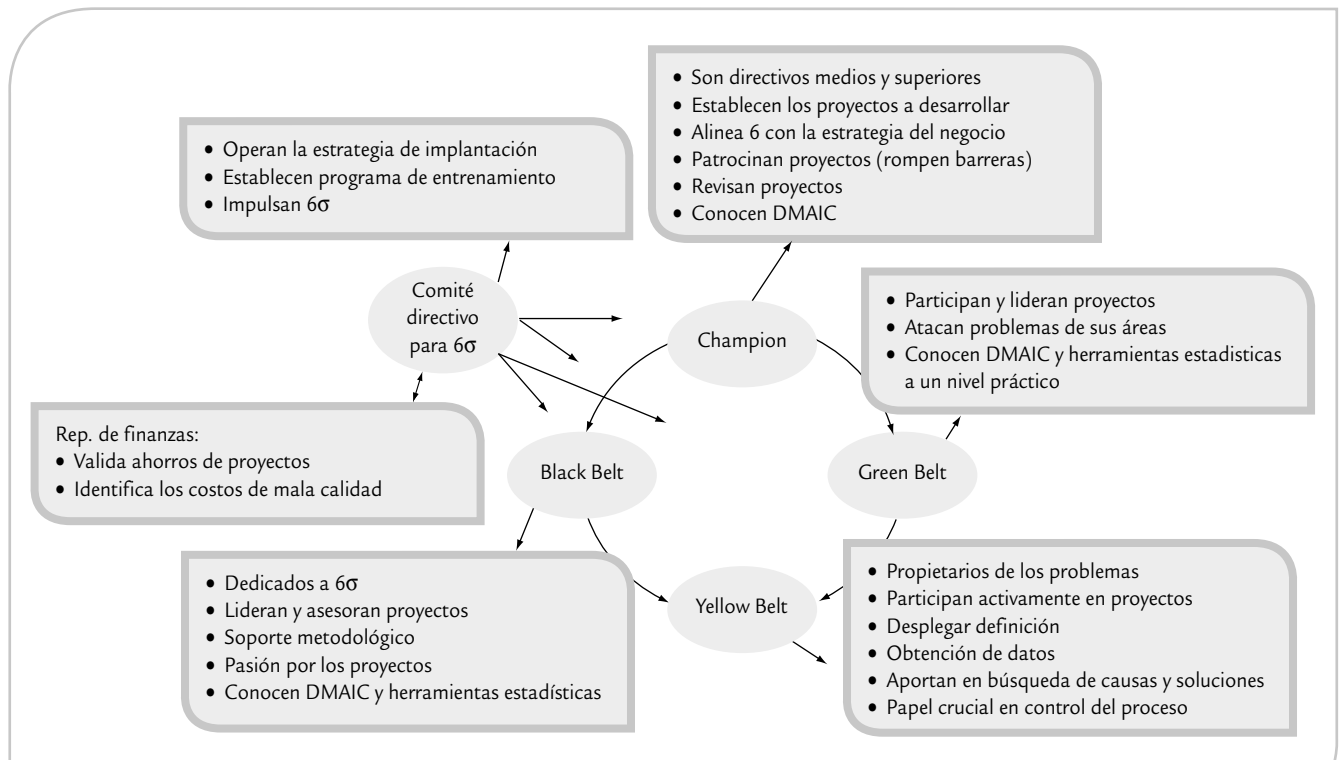 • Son directivos medios y superiores
• Establecen los proyectos a desarrollar
• Alinea 6 con la estrategia del negocio
• Patrocinan proyectos (rompen barreras)
• Revisan proyectos
• Conocen DMAIC
• Operan la estrategia de implantación
• Establecen programa de entrenamiento
• Impulsan 6σ
Comité
directivo
para 6σ
Champion
• Participan y lideran proyectos
• Atacan problemas de sus áreas
• Conocen DMAIC y herramientas estadisticas
a un nivel práctico
Rep. de finanzas:
• Valida ahorros de proyectos
• Identifica los costos de mala calidad
Black Belt
Green Belt
• Dedicados a 6σ
• Lideran y asesoran proyectos
• Soporte metodológico
• Pasión por los proyectos
• Conocen DMAIC y herramientas estadísticas
Yellow Belt
• Propietarios de los problemas
• Participan activamente en proyectos
• Desplegar definición
• Obtención de datos
• Aportan en búsqueda de causas y soluciones
• Papel crucial en control del proceso